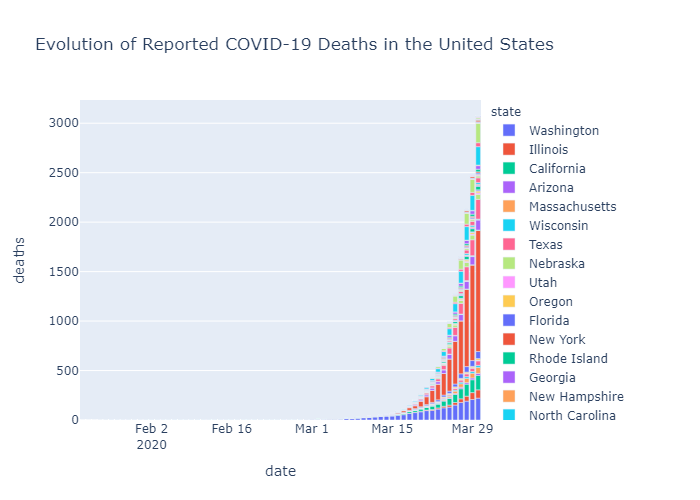 Evolution of Reported COVID-19 Deaths in the United States
state
Washington
Illinois
California
Arizona
Massachusetts
Wisconsin
Texas
Nebraska
Utah
Oregon
Florida
New York
Rhode Island
Georgia
New Hampshire
North Carolina
3000
2500
2000
1500
1000
500
0
deaths
Feb 2
2020
Feb 16
Mar 1
Mar 15
Mar 29
date